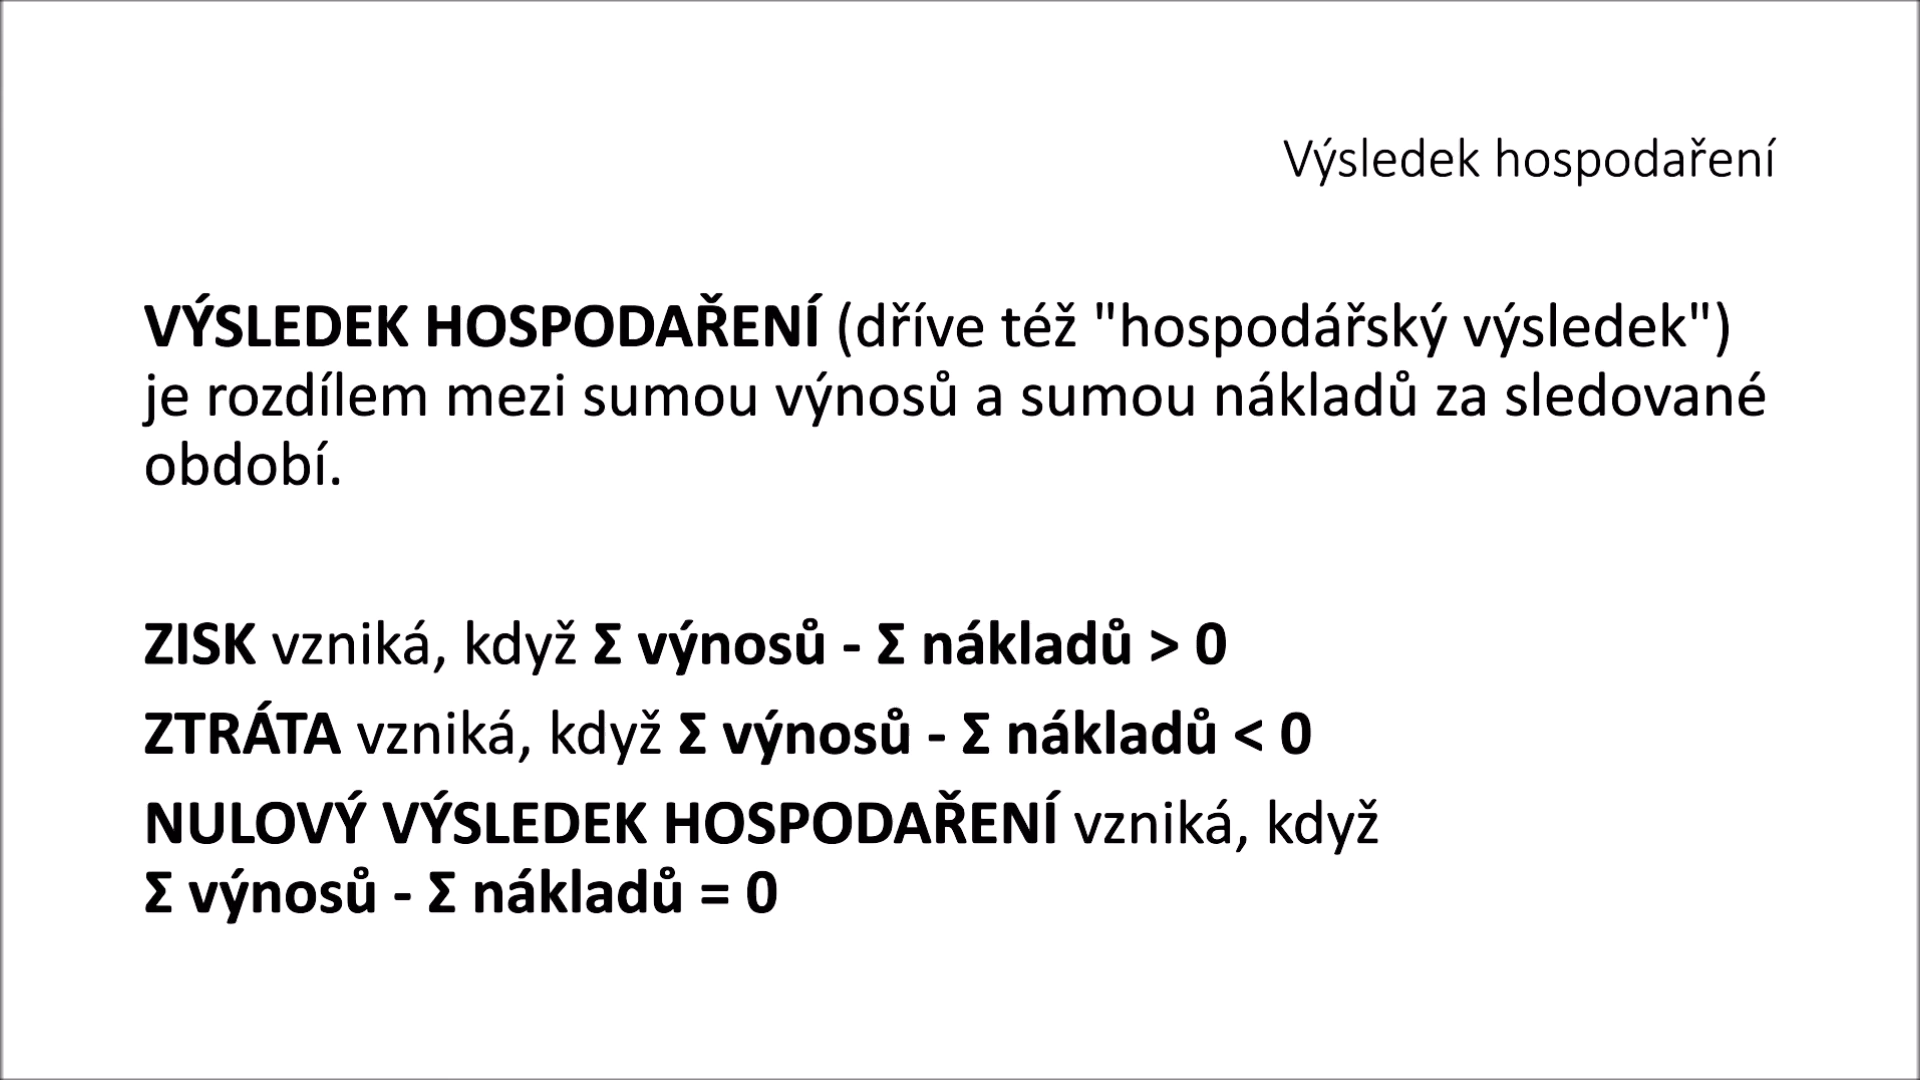 Výsledek hospodaření
VÝSLEDEK HOSPODAŘENÍ (dříve též "hospodářský výsledek")
je rozdílem mezi sumou výnosů a sumou nákladů za sledované
období.
ZISK vzniká, když Σ výnosů - Σ nákladů > 0
ZTRÁTA vzniká, když Σ výnosů - Σ nákladů < 0
NULOVÝ VÝSLEDEK HOSPODAŘENÍ vzniká, když
Σ výnosů - Σ nákladů = 0